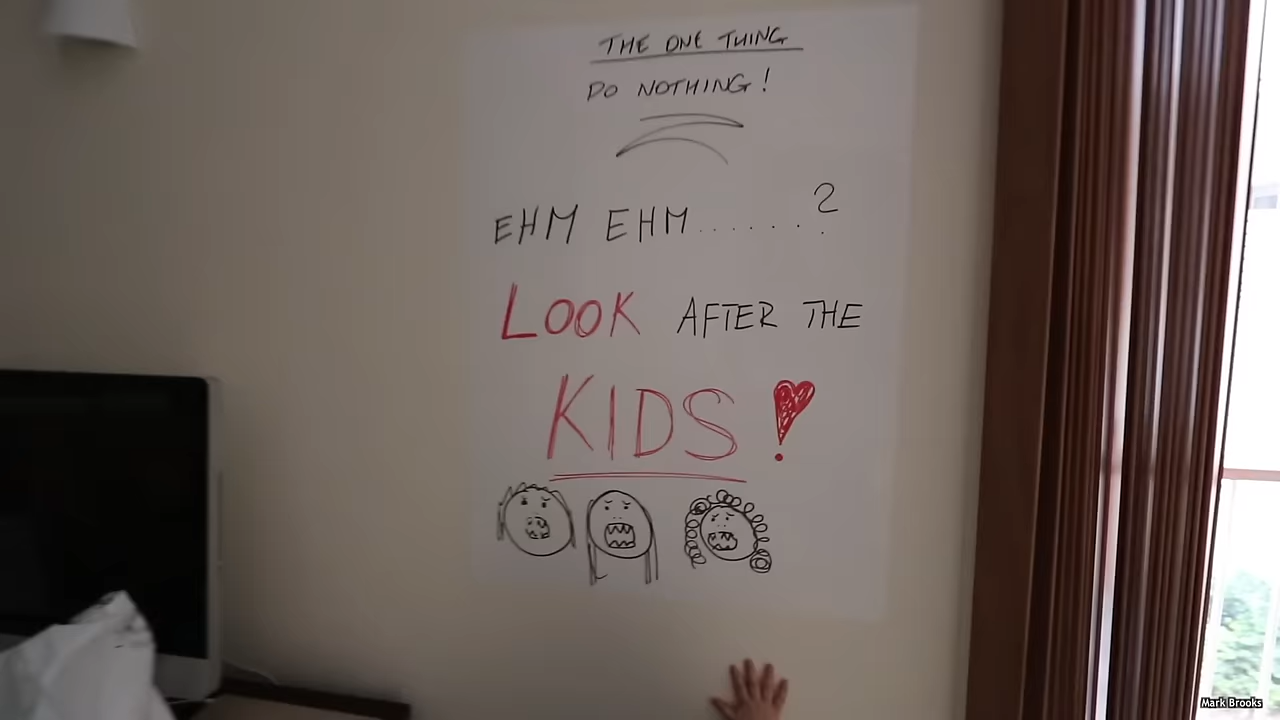 THE ONE THING
DO NOTHING!
EHM EHM.......?
LOOK AFTER THE
KIDS!
Mark Brooks